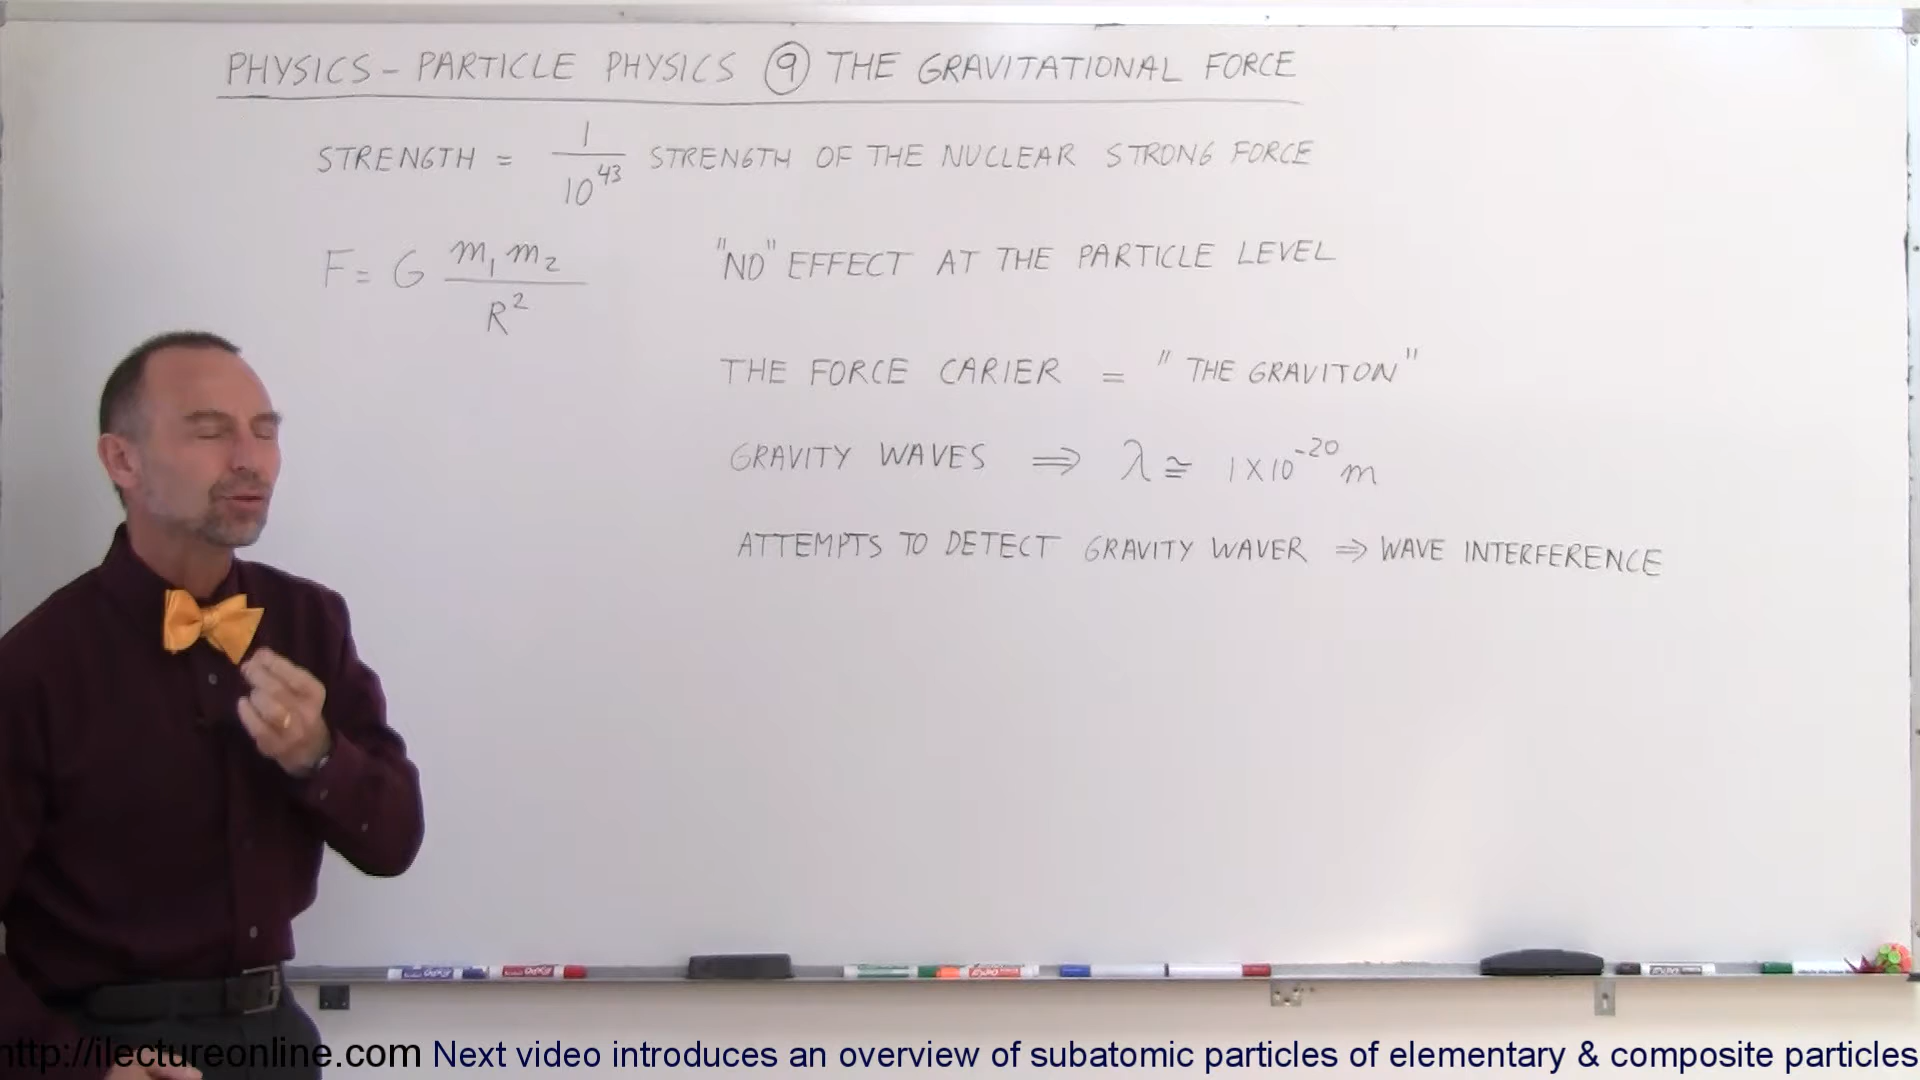 PHYSICS - PARTICLE PHYSICS ⑨ THE GRAVITATIONAL FORCE
STRENGTH = 1/10^43 STRENGTH OF THE NUCLEAR STRONG FORCE
F = G m₁ m₂ / R²
"NO" EFFECT AT THE PARTICLE LEVEL
THE FORCE CARIER = "THE GRAVITON"
GRAVITY WAVES ⇒ λ ≅ 1 X 10^-20 m
ATTEMPTS TO DETECT GRAVITY WAVER ⇒ WAVE INTERFERENCE
EXPO
http://ilectureonline.com Next video introduces an overview of subatomic particles of elementary & composite particles